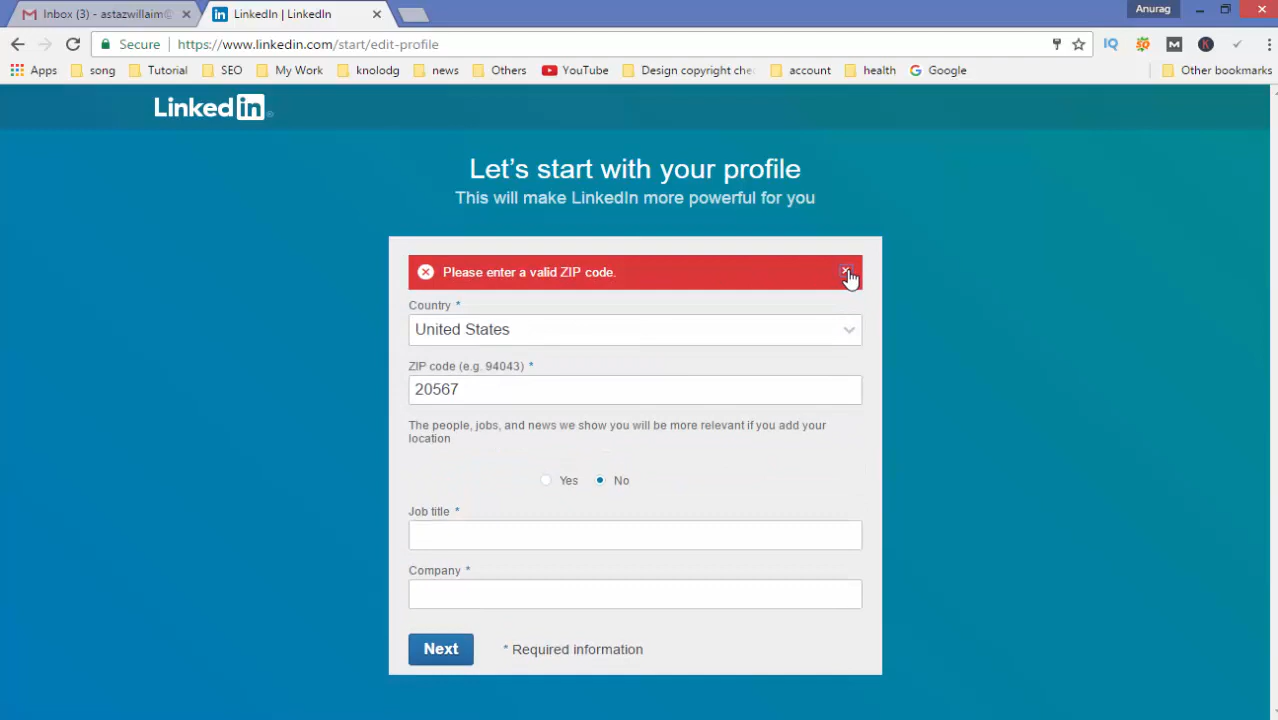 Inbox (3) - astazwillaim@
LinkedIn | LinkedIn
Anurag
Secure
https://www.linkedin.com/start/edit-profile
Apps
song
Tutorial
SEO
My Work
knolodg
news
Others
YouTube
Design copyright che
account
health
Google
Other bookmarks
Linkedin
Let's start with your profile
This will make LinkedIn more powerful for you
Please enter a valid ZIP code.
Country *
United States
ZIP code (e.g. 94043) *
20567
The people, jobs, and news we show you will be more relevant if you add your
location
Yes No
Job title *
Company *
Next
* Required information